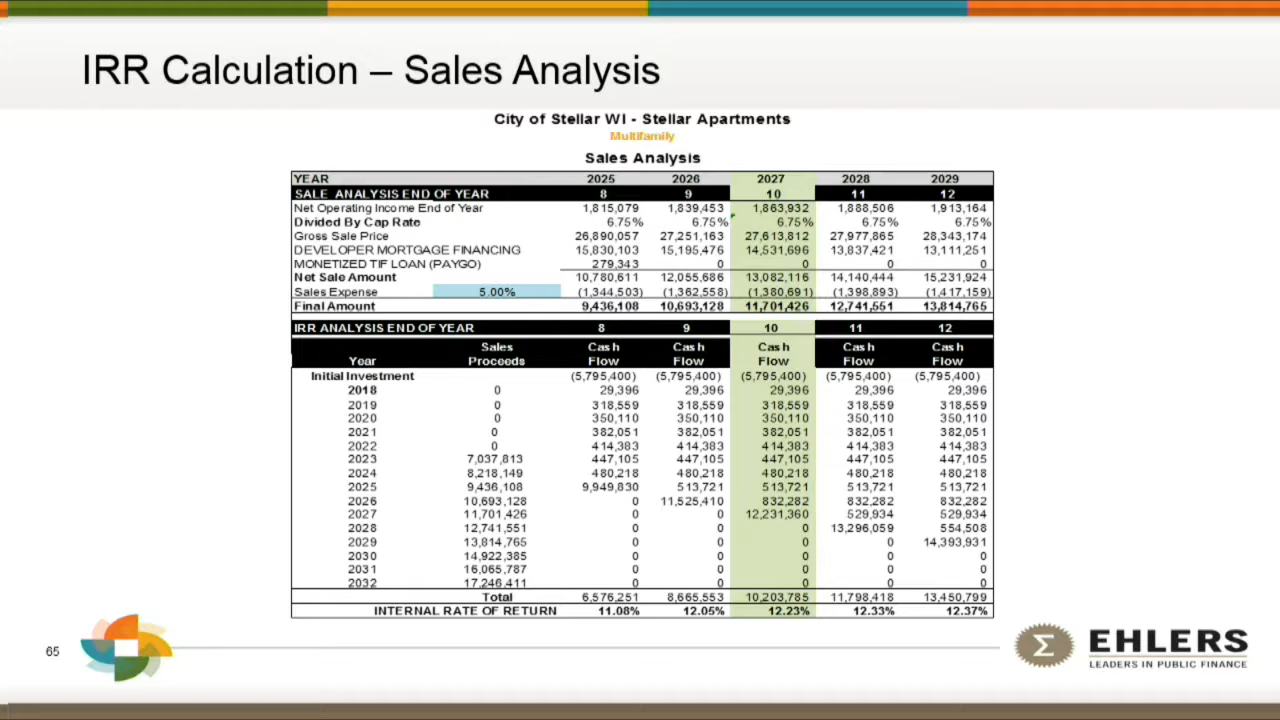 IRR Calculation – Sales Analysis
City of Stellar WI - Stellar Apartments
Multifamily
Sales Analysis
YEAR 2025 2026 2027 2028 2029
SALE ANALYSIS END OF YEAR 8 9 10 11 12
Net Operating Income End of Year 1,815,079 1,839,453 1,863,932 1,888,506 1,913,164
Divided By Cap Rate 6.75% 6.75% 6.75% 6.75% 6.75%
Gross Sale Price 26,890,057 27,251,163 27,613,812 27,977,865 28,343,174
DEVELOPER MORTGAGE FINANCING 15,830,103 15,195,476 14,531,696 13,837,421 13,111,251
MONETIZED TIF LOAN (PAYGO) 279,343 0 0 0 0
Net Sale Amount 10,780,611 12,055,686 13,082,116 14,140,444 15,231,924
Sales Expense 5.00% (1,344,503) (1,362,558) (1,380,691) (1,398,893) (1,417,159)
Final Amount 9,436,108 10,693,128 11,701,426 12,741,551 13,814,765
IRR ANALYSIS END OF YEAR 8 9 10 11 12
Sales Cash Cash Cash Cash Cash
Year Proceeds Flow Flow Flow Flow Flow
Initial Investment (5,795,400) (5,795,400) (5,795,400) (5,795,400) (5,795,400)
2018 0 29,396 29,396 29,396 29,396 29,396
2019 0 318,559 318,559 318,559 318,559 318,559
2020 0 350,110 350,110 350,110 350,110 350,110
2021 0 382,051 382,051 382,051 382,051 382,051
2022 0 414,383 414,383 414,383 414,383 414,383
2023 7,037,813 447,105 447,105 447,105 447,105 447,105
2024 8,218,149 480,218 480,218 480,218 480,218 480,218
2025 9,436,108 9,949,830 513,721 513,721 513,721 513,721
2026 10,693,128 0 11,525,410 832,282 832,282 832,282
2027 11,701,426 0 0 12,231,360 529,934 529,934
2028 12,741,551 0 0 0 13,296,059 554,508
2029 13,814,765 0 0 0 0 14,393,931
2030 14,922,385 0 0 0 0 0
2031 16,065,787 0 0 0 0 0
2032 17,246,411 0 0 0 0 0
Total 6,576,251 8,665,553 10,203,785 11,798,418 13,450,799
INTERNAL RATE OF RETURN 11.08% 12.05% 12.23% 12.33% 12.37%
65
Σ EHLERS
LEADERS IN PUBLIC FINANCE